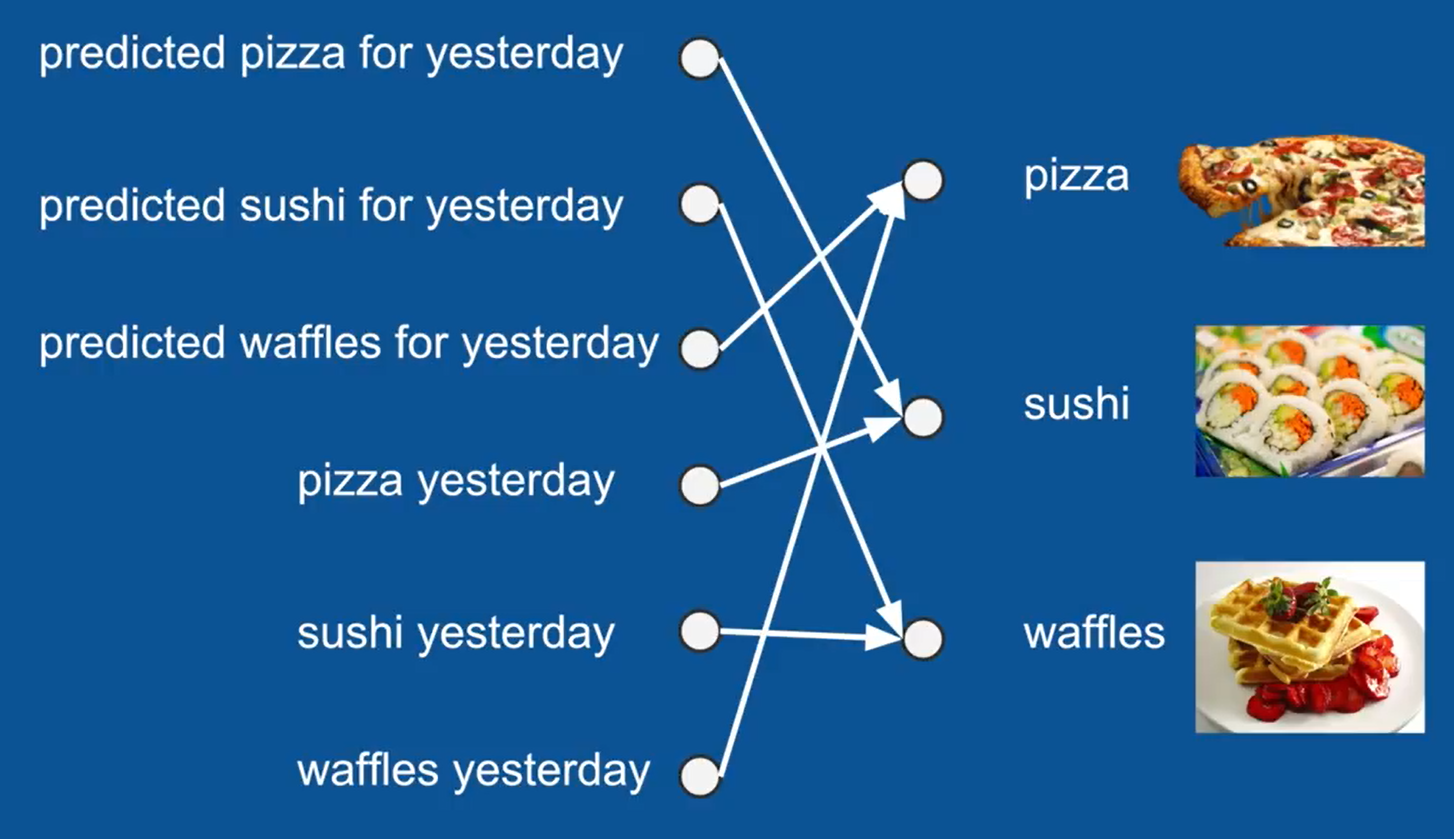 predicted pizza for yesterday
predicted sushi for yesterday
predicted waffles for yesterday
pizza yesterday
sushi yesterday
waffles yesterday
pizza
sushi
waffles